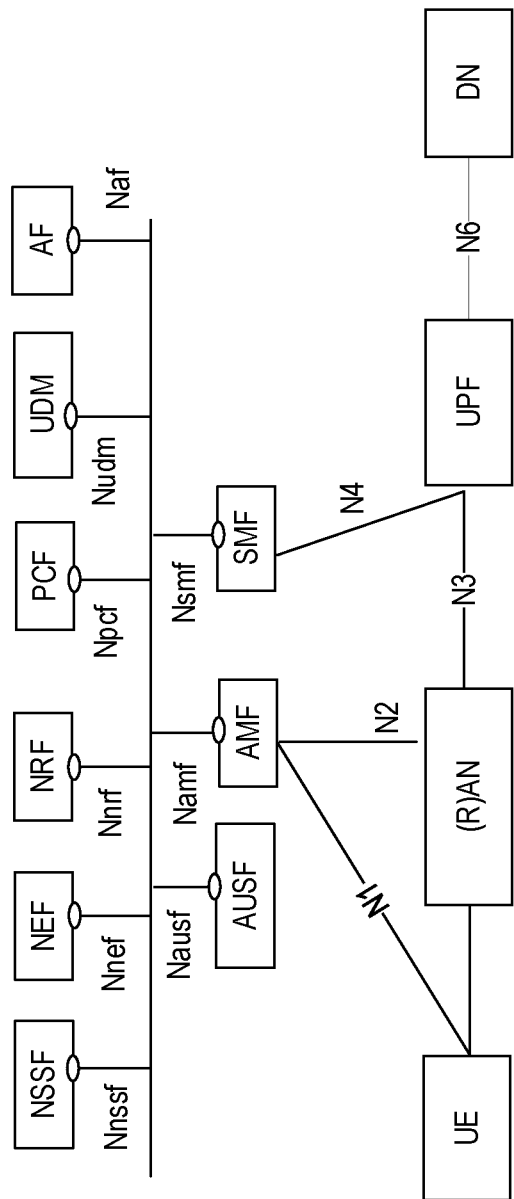 NSSF
NEF
NRF
PCF
UDM
AF
Nnssf
Nnef
Nnrf
Npcf
Nudm
Naf
Nausf
Namf
Nsmf
AUSF
AMF
SMF
N1
N2
N4
UE
(R)AN
N3
UPF
N6
DN